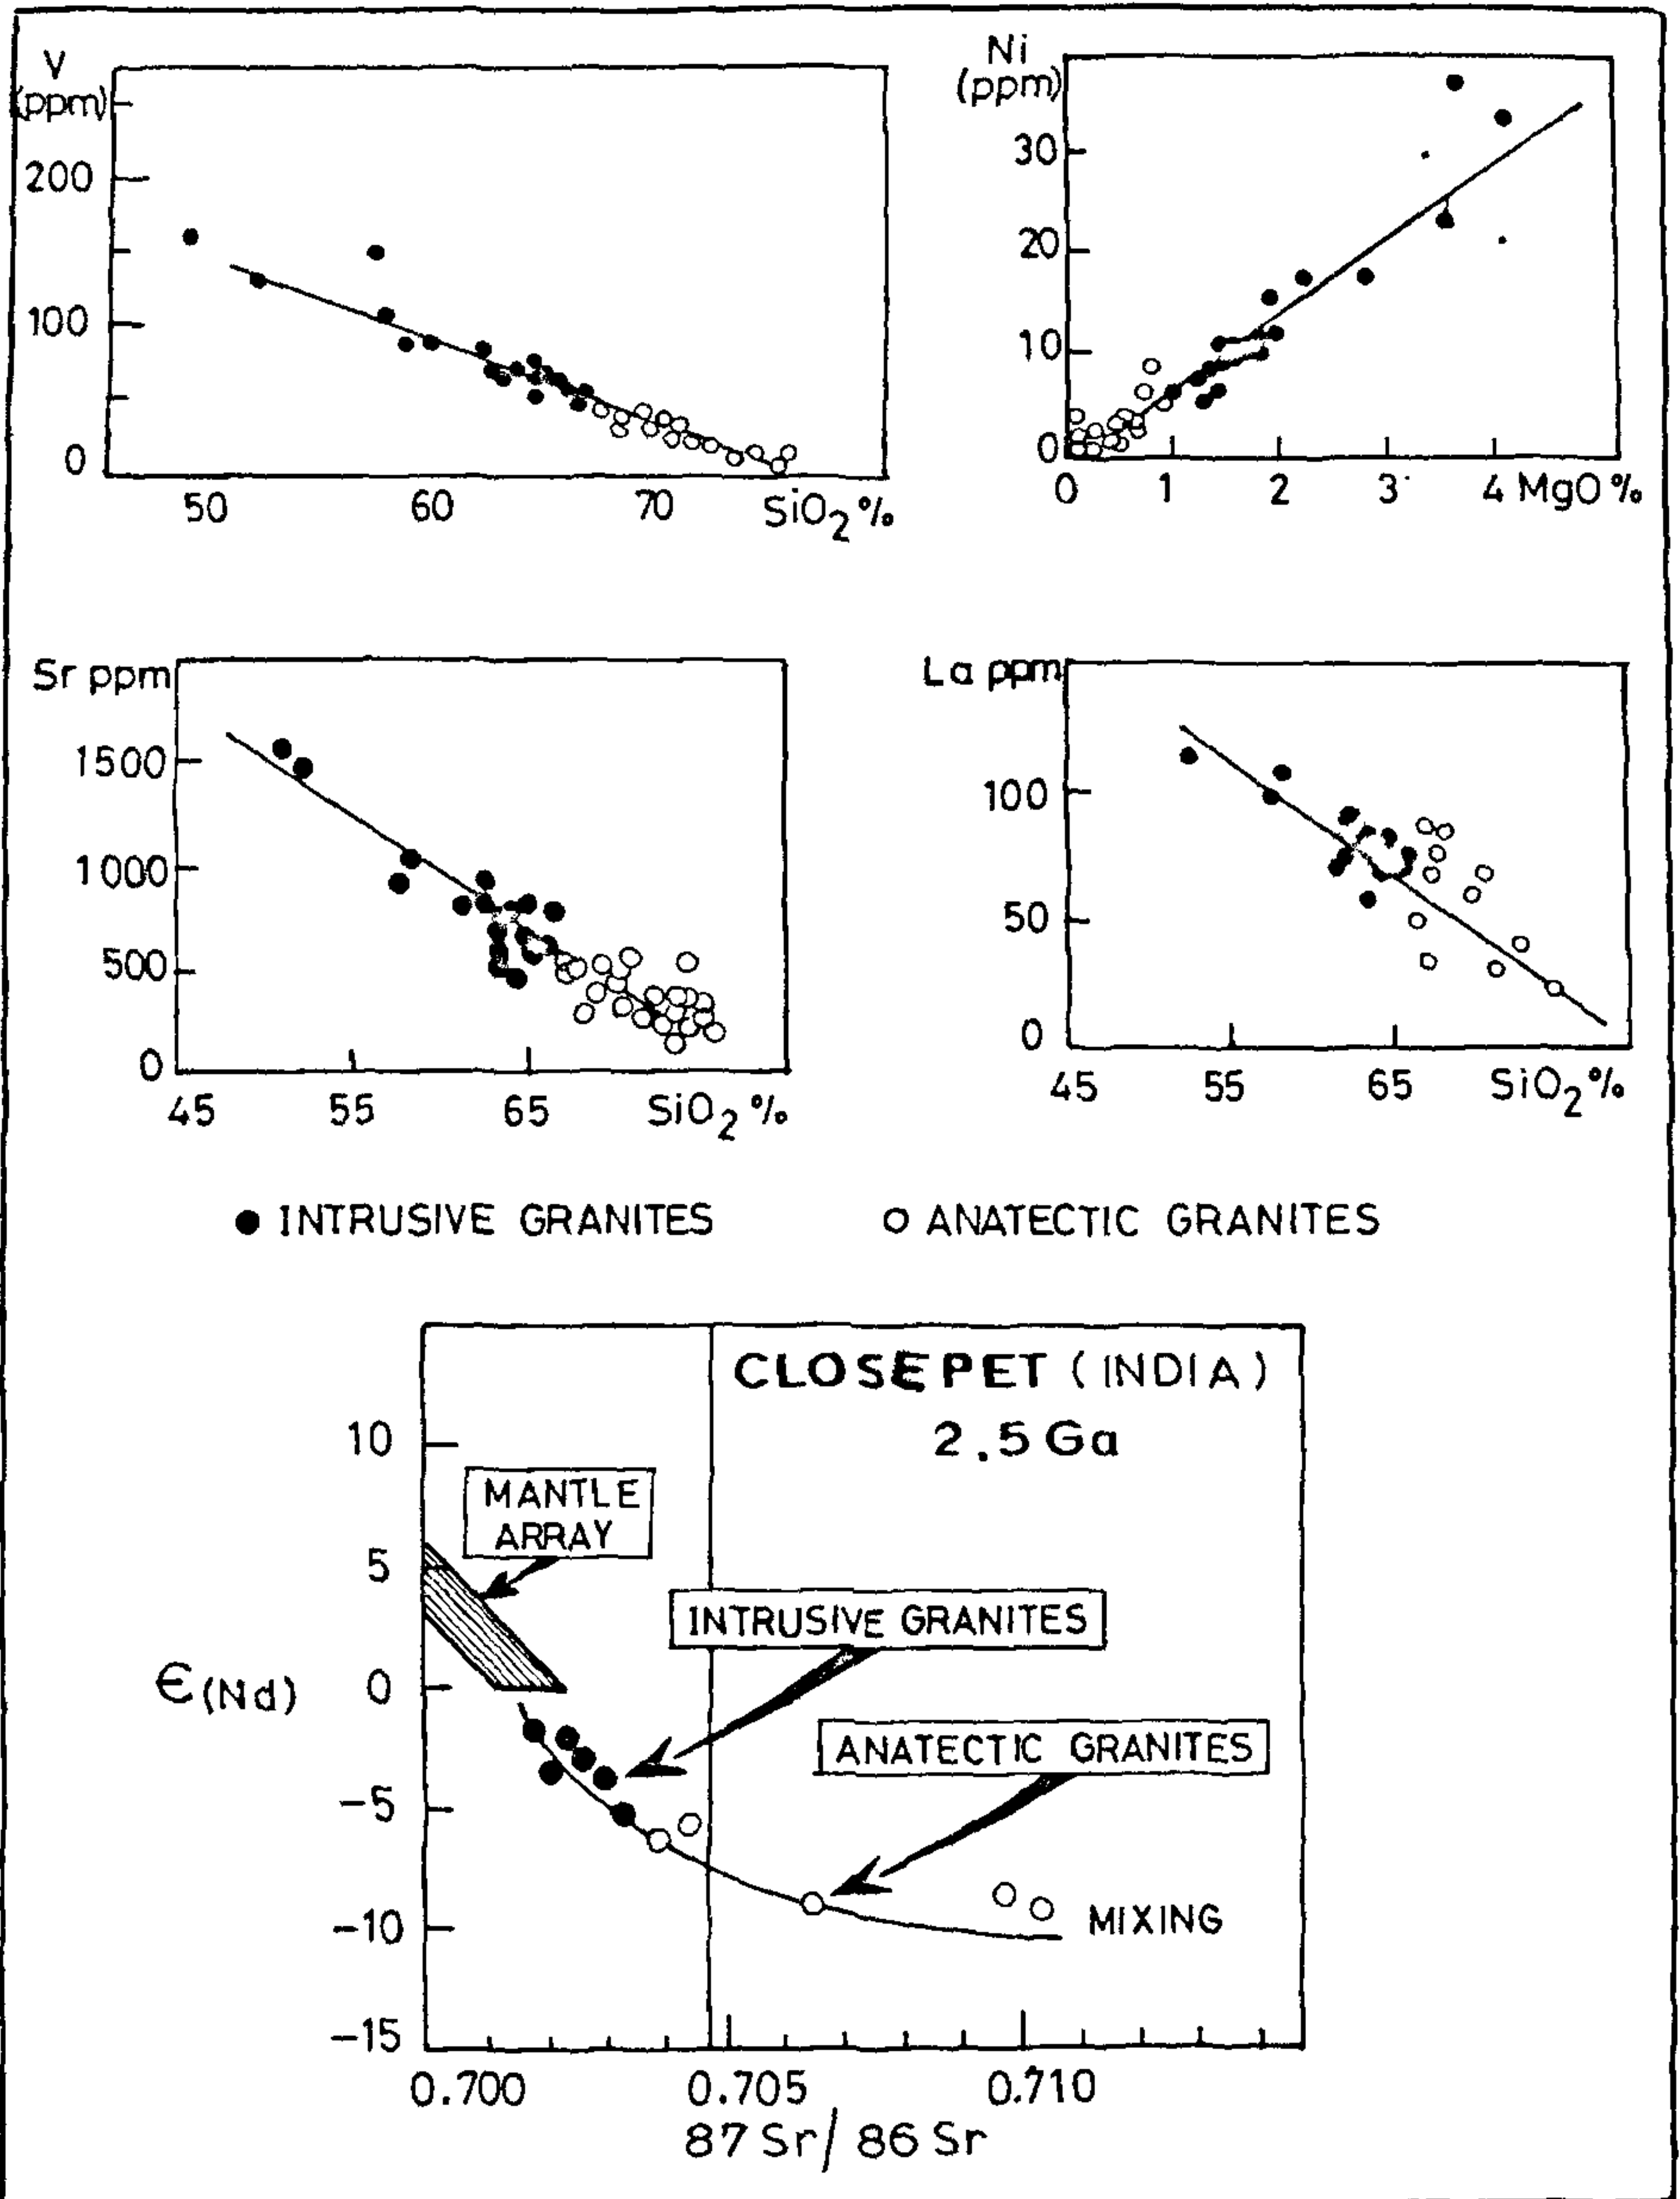 V
(ppm)
200
100
0
50 60 70 SiO2 %
Ni
(ppm)
30
20
10
0
0 1 2 3 4 MgO %
Sr ppm
1500
1000
500
0
45 55 65 SiO2 %
La ppm
100
50
0
45 55 65 SiO2 %
● INTRUSIVE GRANITES
○ ANATECTIC GRANITES
CLOSEPET (INDIA)
2.5 Ga
MANTLE
ARRAY
INTRUSIVE GRANITES
ANATECTIC GRANITES
MIXING
10
5
0
-5
-10
-15
Є(Nd)
0.700 0.705 0.710
87 Sr/ 86 Sr